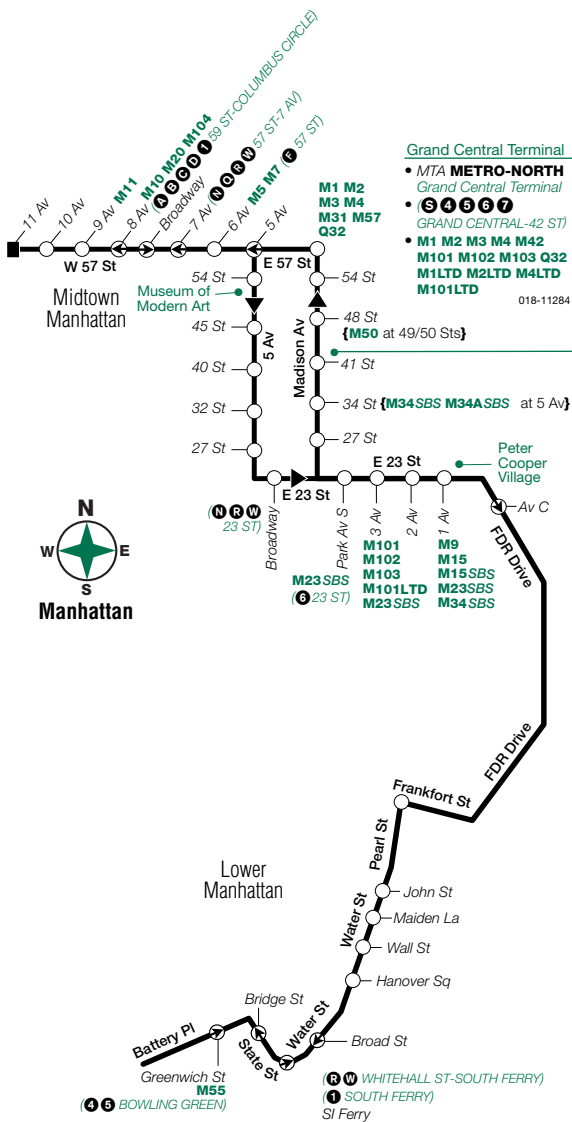 11 Av
10 Av
9 Av
M11
8 Av
M10 M20 M104
(A B C D 1 59 ST-COLUMBUS CIRCLE)
Broadway
7 Av
(N Q R W 57 ST-7 AV)
6 Av
M5 M7 (F 57 ST)
5 Av
M1 M2
M3 M4
M31 M57
Q32
Grand Central Terminal
• MTA METRO-NORTH
Grand Central Terminal
• (S 4 5 6 7
GRAND CENTRAL-42 ST)
• M1 M2 M3 M4 M42
M101 M102 M103 Q32
M1LTD M2LTD M4LTD
M101LTD
018-11284
W 57 St
E 57 St
Midtown
Manhattan
Museum of
Modern Art
54 St
45 St
40 St
32 St
27 St
5 Av
Madison Av
54 St
48 St
{M50 at 49/50 Sts}
41 St
34 St {M34SBS M34ASBS at 5 Av}
27 St
E 23 St
E 23 St
Peter
Cooper
Village
(N R W
23 ST)
Broadway
Park Av S
M23SBS
(6 23 ST)
3 Av
M101
M102
M103
M101LTD
M23SBS
2 Av
1 Av
M9
M15
M15SBS
M23SBS
M34SBS
Av C
FDR Drive
N
W E
S
Manhattan
FDR Drive
Frankfort St
Pearl St
Lower
Manhattan
John St
Maiden La
Water St
Wall St
Hanover Sq
Bridge St
Water St
Broad St
Battery Pl
State St
Greenwich St
M55
(4 5 BOWLING GREEN)
(R W WHITEHALL ST-SOUTH FERRY)
(1 SOUTH FERRY)
SI Ferry